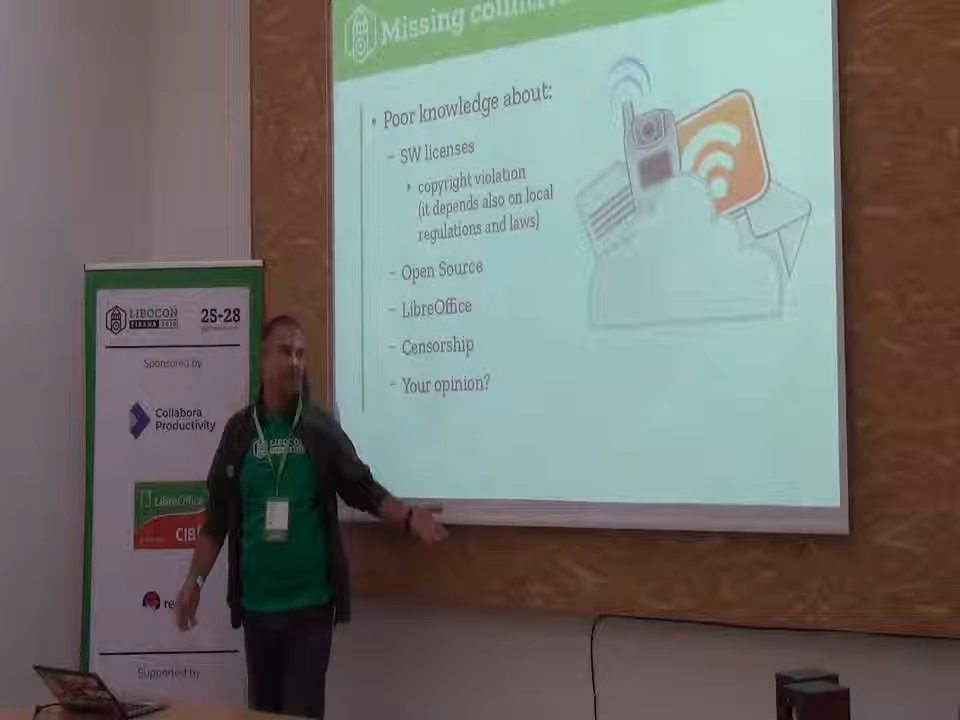 Missing
• Poor knowledge about:
– SW licenses
• copyright violation
(it depends also on local
regulations and laws)
– Open Source
– LibreOffice
– Censorship
– Your opinion?
LIBOCON
TIRANA 2018
25-28
Sponsored by
Collabora
Productivity
LibreOffice
CIB
Supported by
LIBOCON